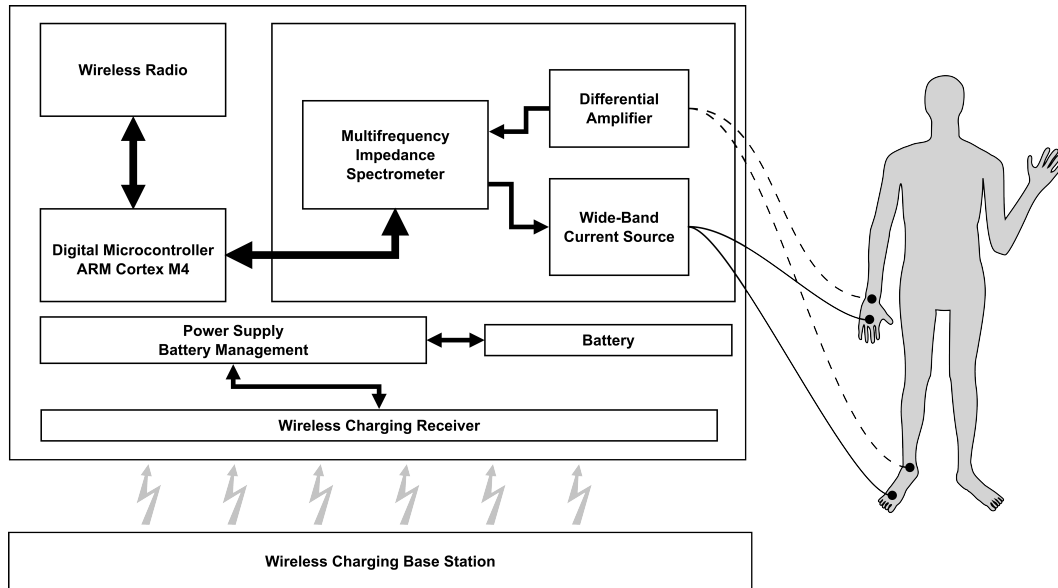 Wireless Radio
Differential
Amplifier
Multifrequency
Impedance
Spectrometer
Wide-Band
Current Source
Digital Microcontroller
ARM Cortex M4
Power Supply
Battery Management
Battery
Wireless Charging Receiver
Wireless Charging Base Station